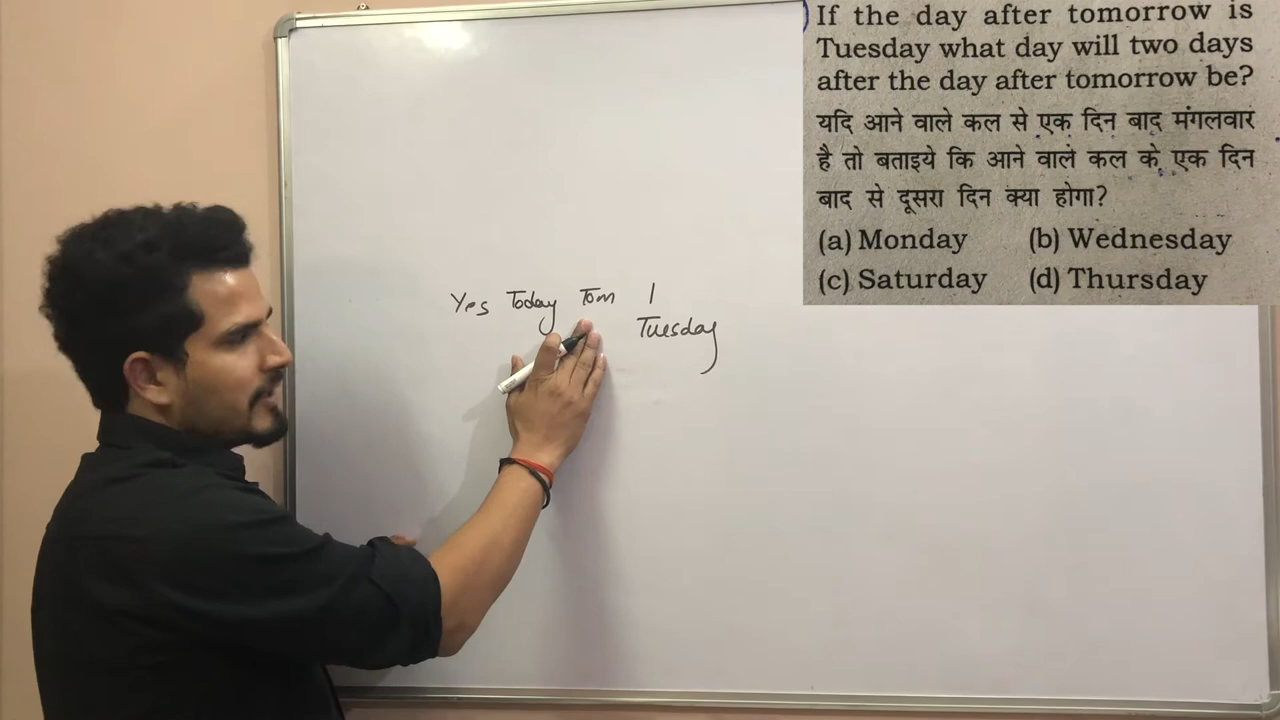 If the day after tomorrow is
Tuesday what day will two days
after the day after tomorrow be?
यदि आने वाले कल से एक दिन बाद मंगलवार
है तो बताइये कि आने वाले कल के एक दिन
बाद से दूसरा दिन क्या होगा?
(a) Monday (b) Wednesday
(c) Saturday (d) Thursday
Yes Today Tom 1
Tuesday